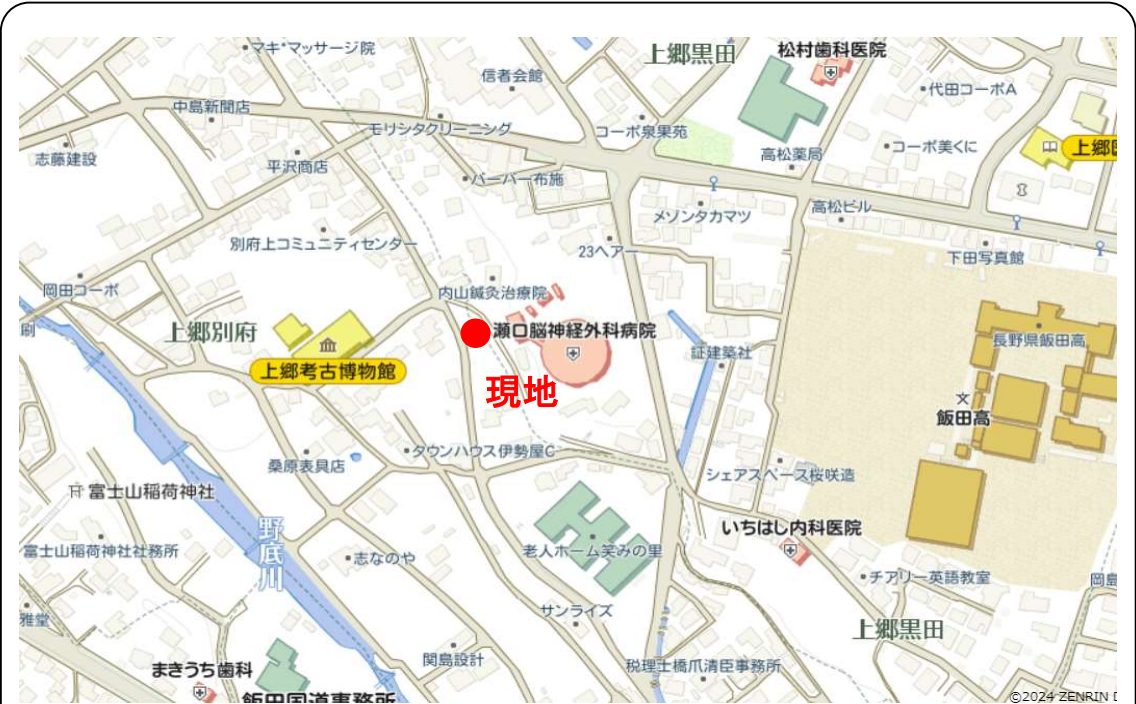 マキ・マッサージ院
上郷黒田
松村歯科医院
信者会館
代田コーポA
中島新聞店
モリシタクリーニング
コーポ泉果苑
志藤建設
平沢商店
高松薬局
コーポ美くに
上郷
バーバー布施
メゾンタカマツ
高松ビル
別府上コミュニティセンター
23ヘアー
下田写真館
岡田コーポ
内山鍼灸治療院
刷
上郷別府
瀬口脳神経外科病院
長野県飯田高
証建築社
上郷考古博物館
現地
飯田高
タウンハウス伊勢屋C
桑原表具店
シェアスペース桜咲造
富士山稲荷神社
野底川
いちはし内科医院
富士山稲荷神社社務所
志なのや
老人ホーム笑みの里
チアリー英語教室
岡島
雅堂
サンライズ
上郷黒田
関島設計
税理士橋爪清臣事務所
まきうち歯科
飯田国道事務所
©2024 ZENRIN